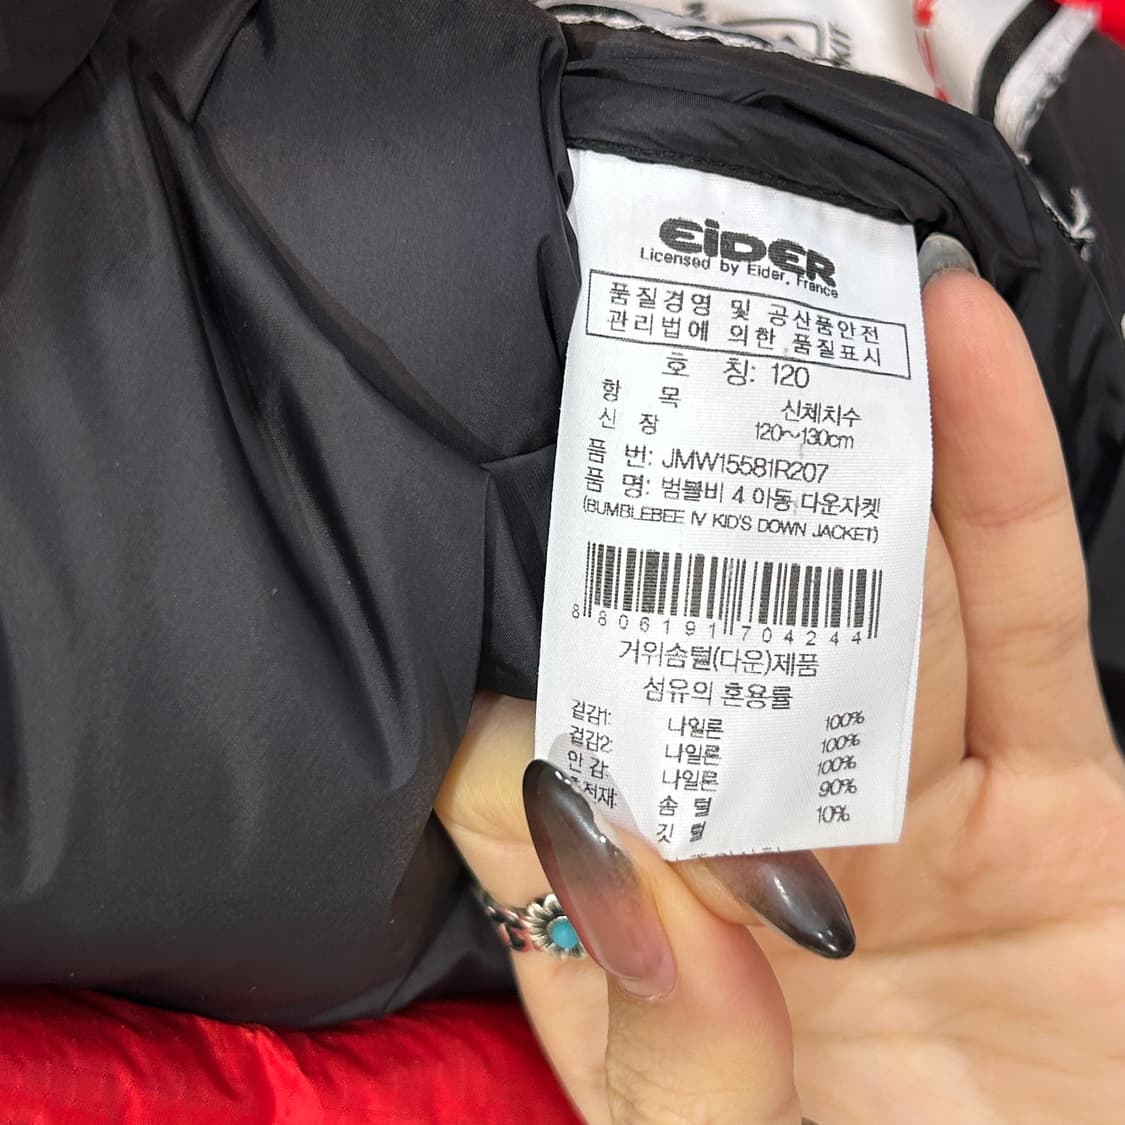 KIT
EiDER
Licensed by Eider, France
품질경영 및 공산품안전
관리법에 의한 품질표시
호 칭: 120
항 목 신체치수
신 장 120~130cm
품 번: JMW15581R207
품 명: 범블비 4 아동 다운자켓
(BUMBLEBEE IV KID'S DOWN JACKET)
8 806191 704244
거위솜털(다운)제품
섬유의 혼용률
겉감1: 나일론 100%
겉감2: 나일론 100%
안 감: 나일론 100%
솜 털 90%
깃 털 10%